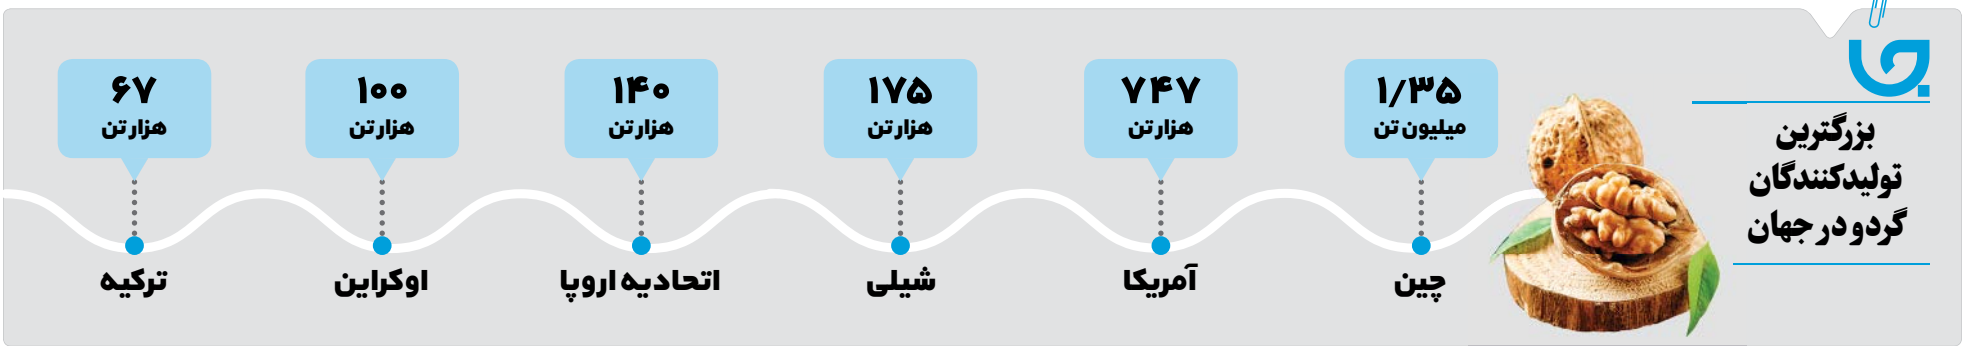 بزرگترین
تولیدکنندگان
گردو در جهان
۱/۳۵
میلیون تن
چین
۷۴۷
هزار تن
آمریکا
۱۷۵
هزار تن
شیلی
۱۴۰
هزار تن
اتحادیه اروپا
۱۰۰
هزار تن
اوکراین
۶۷
هزار تن
ترکیه